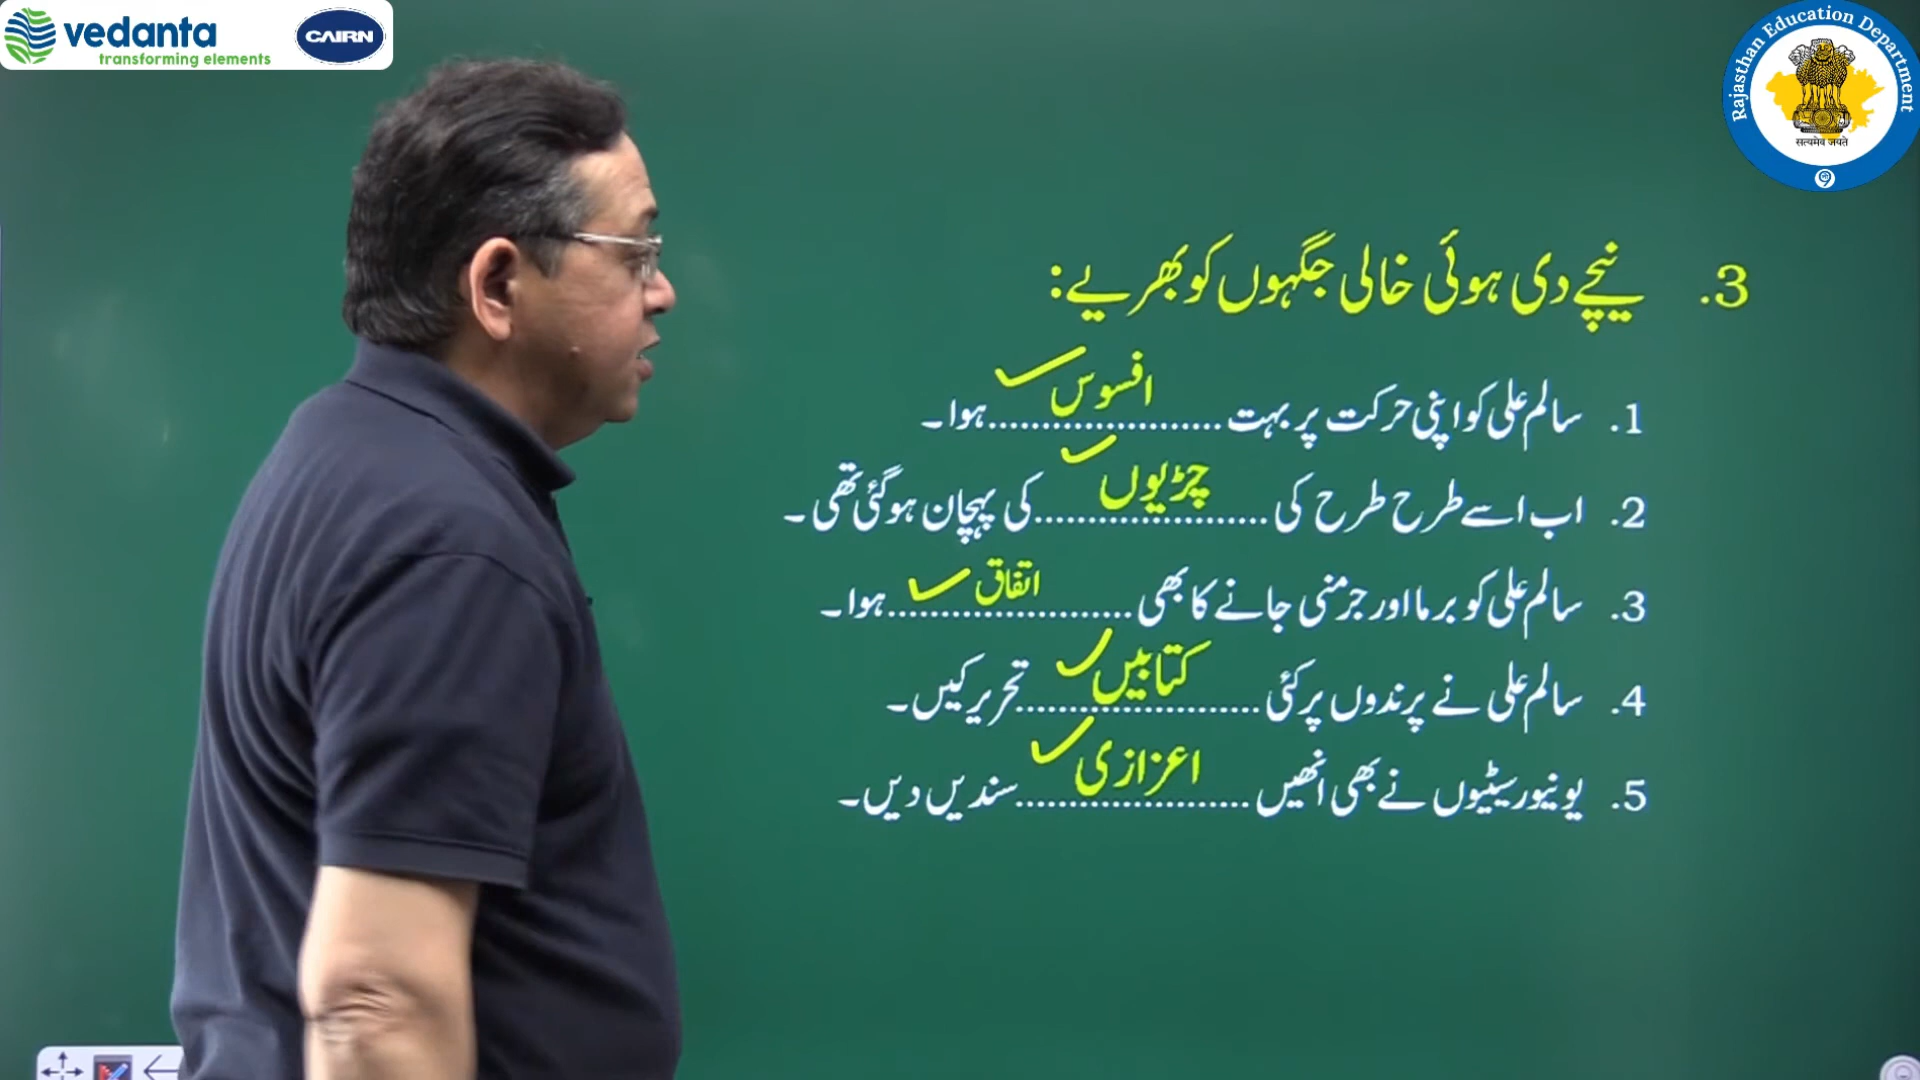 vedanta
transforming elements
CAIRN
Rajasthan Education Department
सत्यमेव जयते
3. نیچے دی ہوئی خالی جگہوں کو بھریے:
1. سالم علی کو اپنی حرکت پر بہت ......افسوس...... ہوا۔
2. اب اسے طرح طرح کی ......چڑیوں...... کی پہچان ہوگئی تھی۔
3. سالم علی کو برما اور جرمنی جانے کا بھی ......اتفاق...... ہوا۔
4. سالم علی نے پرندوں پر کئی ......کتابیں...... تحریر کیں۔
5. یونیورسیٹیوں نے بھی انھیں ......اعزازی...... سندیں دیں۔